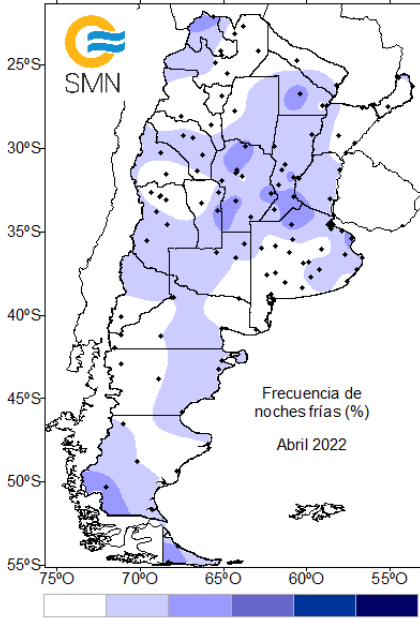 SMN
25°S
30°S
35°S
40°S
45°S
50°S
55°S
Frecuencia de
noches frías (%)
Abril 2022
75°O
70°O
65°O
60°O
55°O